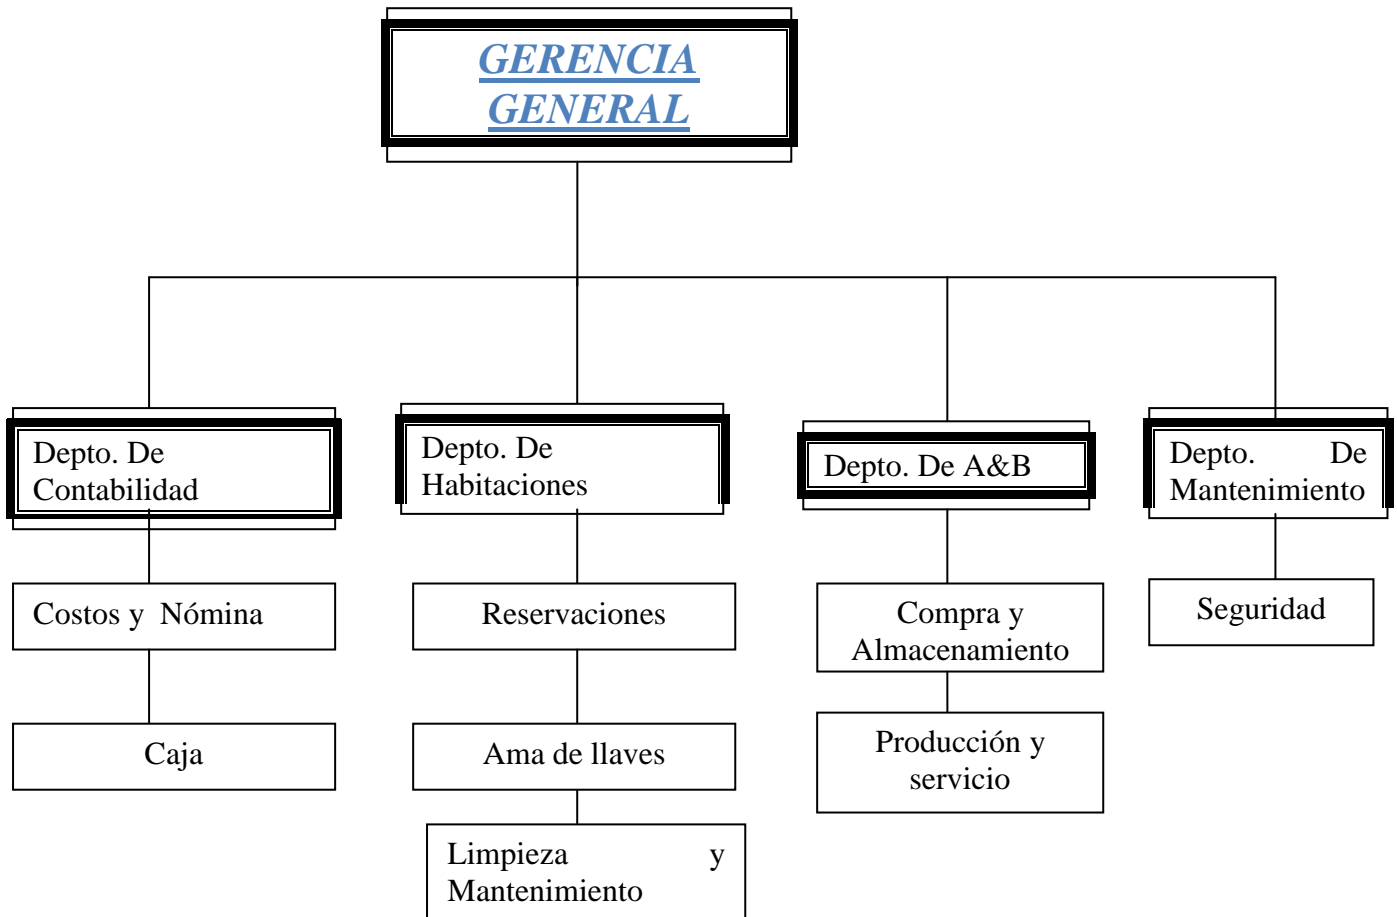 GERENCIA
GENERAL
Depto. De
Contabilidad
Depto. De
Habitaciones
Depto. De A&B
Depto. De
Mantenimiento
Costos y Nómina
Reservaciones
Compra y
Almacenamiento
Seguridad
Caja
Ama de llaves
Producción y
servicio
Limpieza y
Mantenimiento